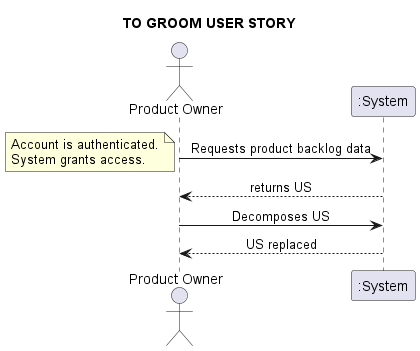 TO GROOM USER STORY
Product Owner
:System
Account is authenticated.
System grants access.
Requests product backlog data
returns US
Decomposes US
US replaced
Product Owner
:System